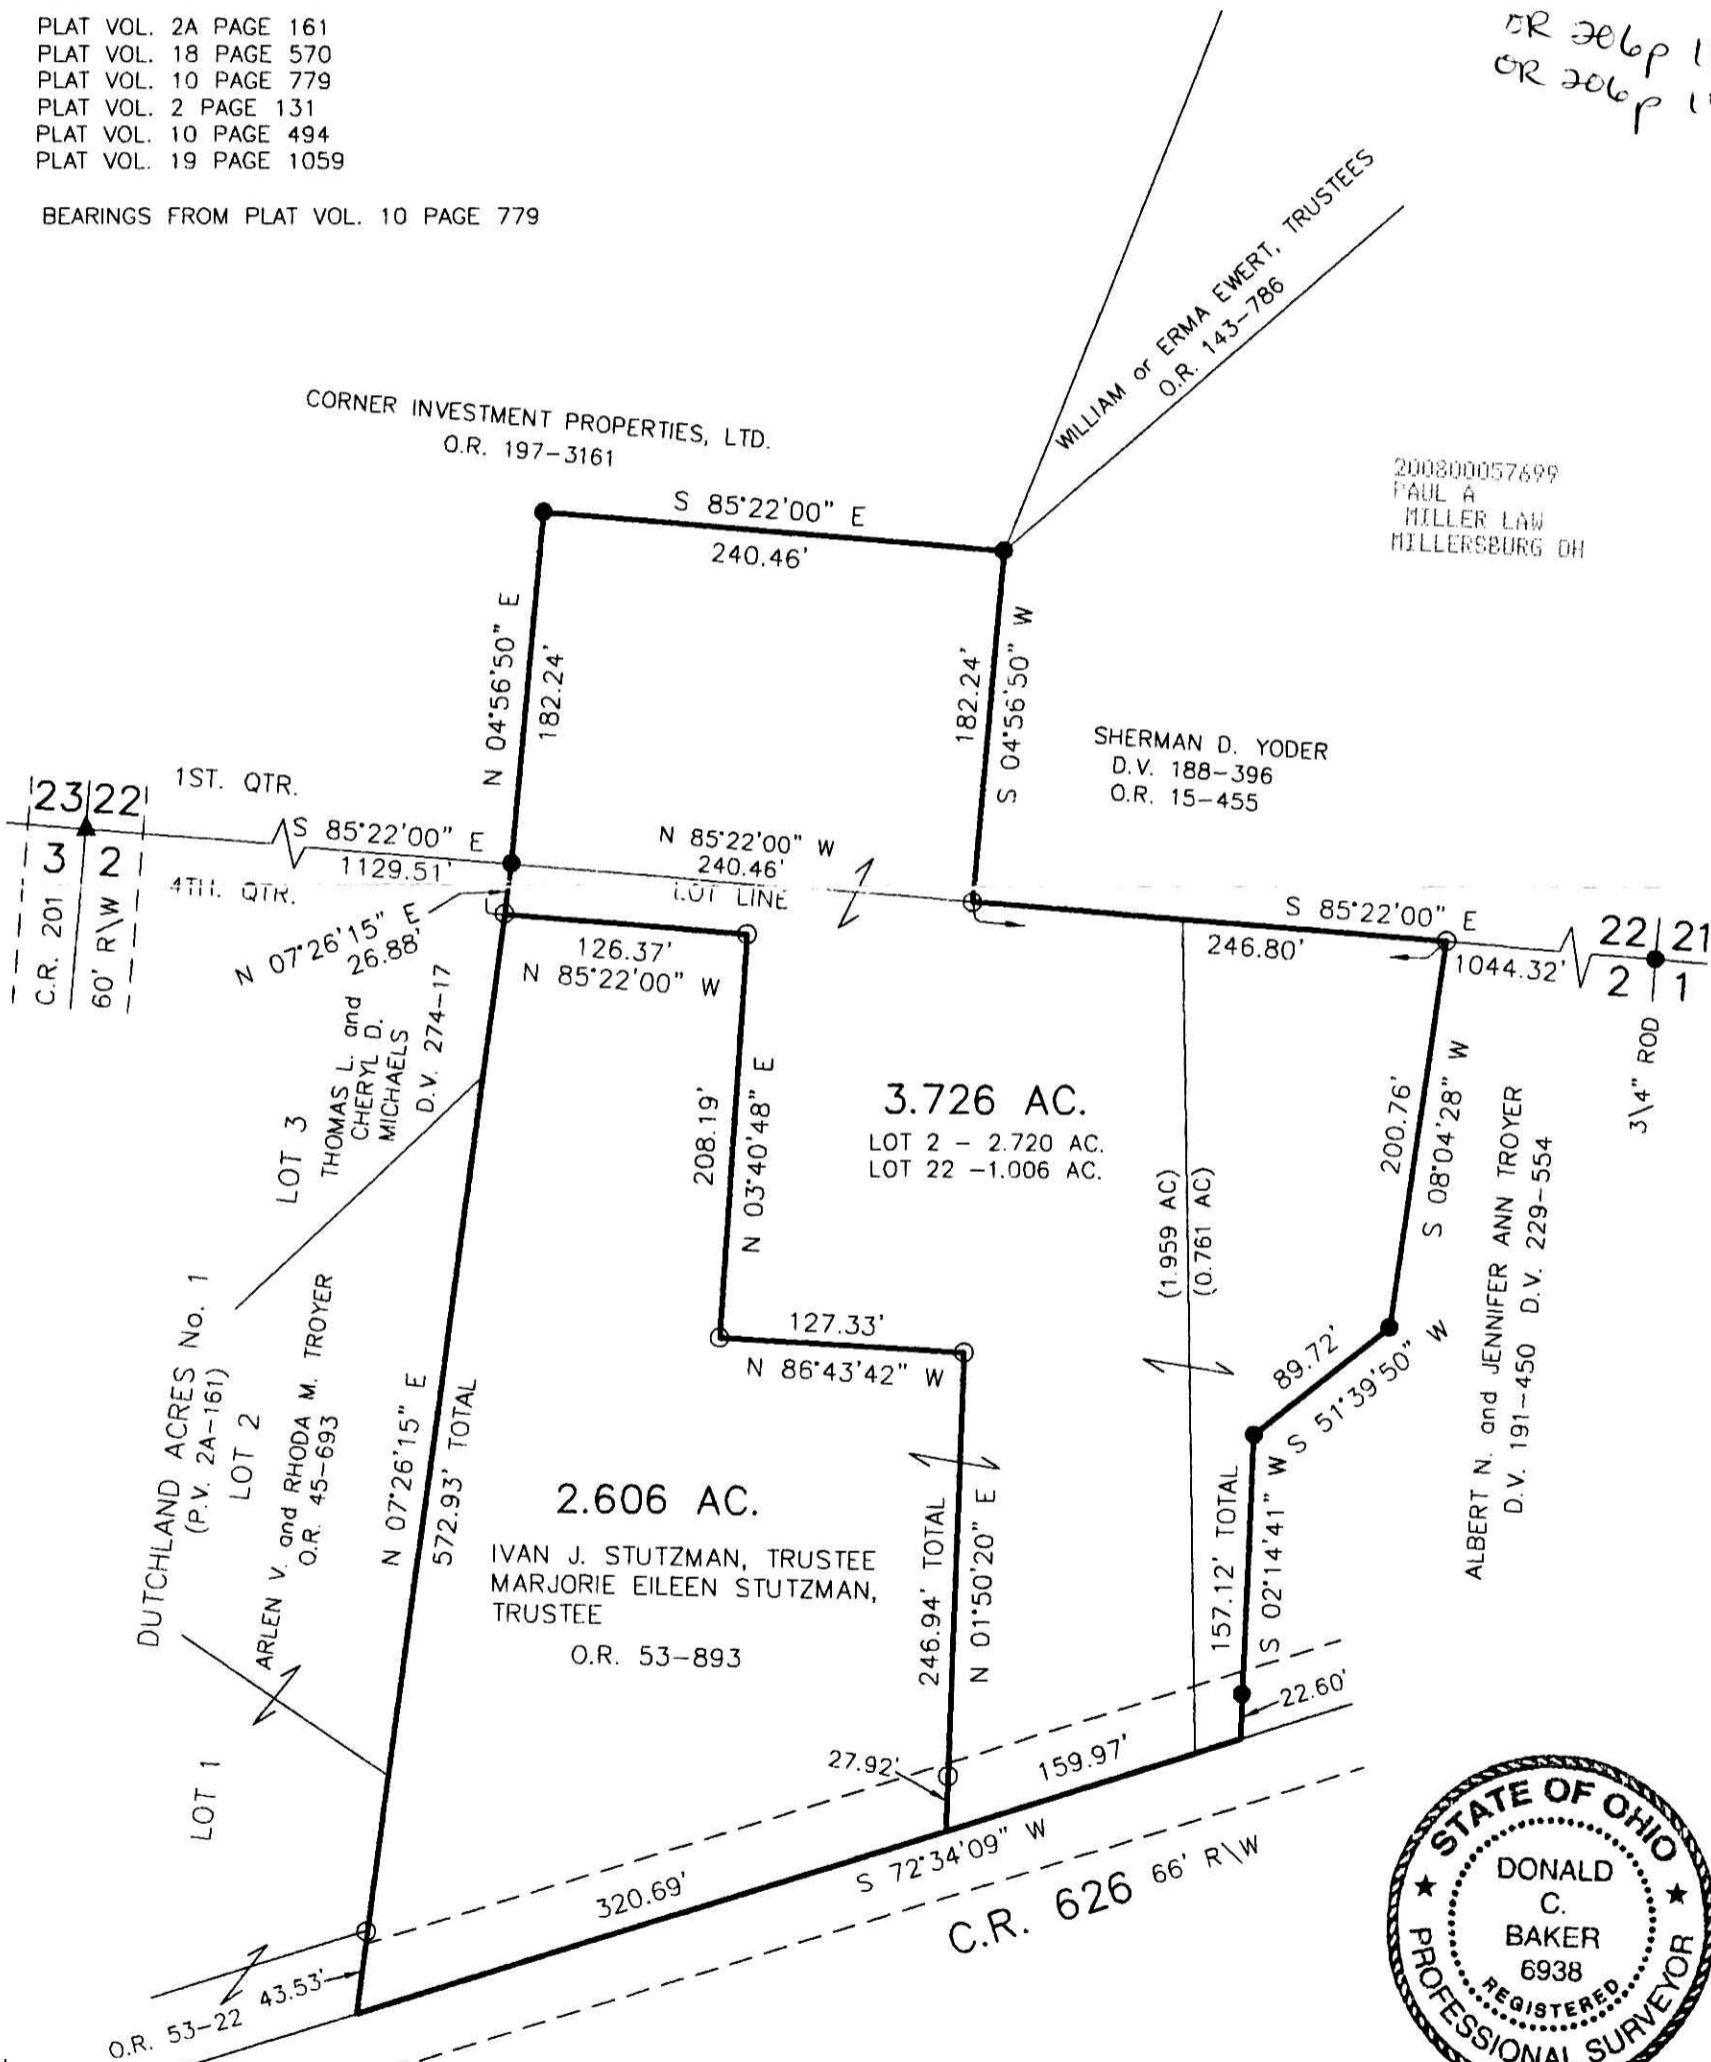 PLAT VOL. 2A PAGE 161
PLAT VOL. 18 PAGE 570
PLAT VOL. 10 PAGE 779
PLAT VOL. 2 PAGE 131
PLAT VOL. 10 PAGE 494
PLAT VOL. 19 PAGE 1059
BEARINGS FROM PLAT VOL. 10 PAGE 779
OR 206p
OR 206p
WILLIAM or ERMA EWERT, TRUSTEES
O.R. 143-786
CORNER INVESTMENT PROPERTIES, LTD.
O.R. 197-3161
200800057699
PAUL A
MILLER LAW
MILLERSBURG OH
S 85°22'00" E
240.46'
N 04°56'50" E
182.24'
182.24'
S 04°56'50" W
SHERMAN D. YODER
D.V. 188-396
O.R. 15-455
23 22
3 2
1ST. QTR.
4TH. QTR.
C.R. 201
60' R\W
S 85°22'00" E
1129.51'
N 85°22'00" W
240.46'
LOT LINE
S 85°22'00" E
246.80'
1044.32'
22 21
2 1
3\4" ROD
N 07°26'15" E
26.88'
126.37'
N 85°22'00" W
LOT 3
THOMAS L. and
CHERYL D.
MICHAELS
D.V. 274-17
208.19'
N 03°40'48" E
3.726 AC.
LOT 2 - 2.720 AC.
LOT 22 -1.006 AC.
(1.959 AC)
(0.761 AC)
200.76'
S 08°04'28" W
ALBERT N. and JENNIFER ANN TROYER
D.V. 191-450 D.V. 229-554
DUTCHLAND ACRES No. 1
(P.V. 2A-161)
LOT 2
ARLEN V. and RHODA M. TROYER
O.R. 45-693
127.33'
N 86°43'42" W
89.72'
S 51°39'50" W
N 07°26'15" E
572.93' TOTAL
2.606 AC.
IVAN J. STUTZMAN, TRUSTEE
MARJORIE EILEEN STUTZMAN,
TRUSTEE
O.R. 53-893
246.94' TOTAL
N 01°50'20" E
157.12' TOTAL
S 02°14'41" W
22.60'
LOT 1
27.92'
159.97'
320.69'
S 72°34'09" W
C.R. 626 66' R\W
43.53'
O.R. 53-22
STATE OF OHIO
DONALD
C.
BAKER
6938
REGISTERED
PROFESSIONAL SURVEYOR